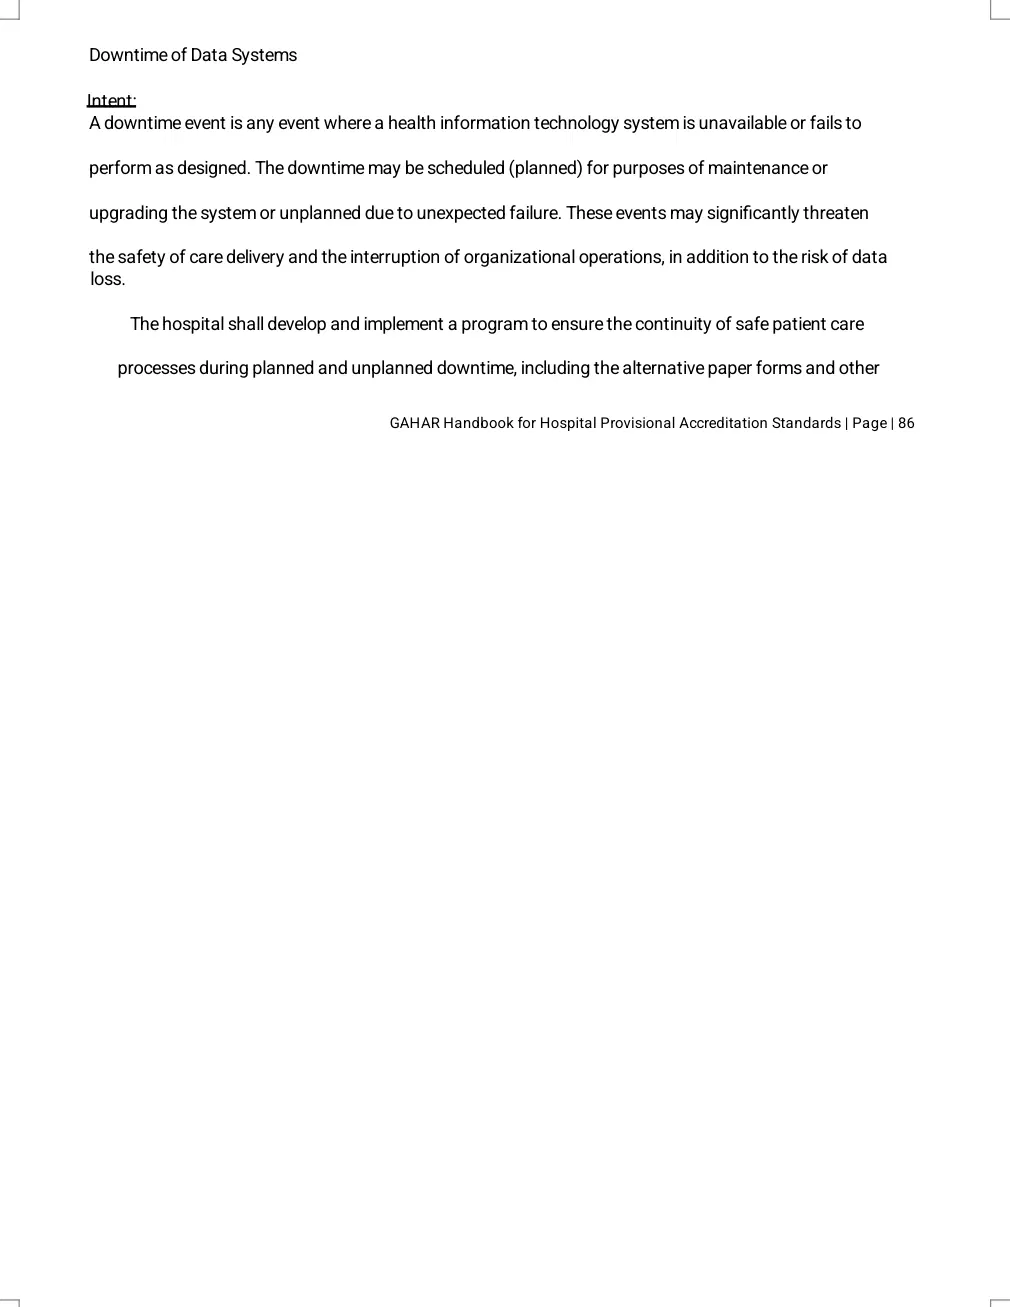 Downtime of Data Systems
Intent:
A downtime event is any event where a health information technology system is unavailable or fails to
perform as designed. The downtime may be scheduled (planned) for purposes of maintenance or
upgrading the system or unplanned due to unexpected failure. These events may significantly threaten
the safety of care delivery and the interruption of organizational operations, in addition to the risk of data
loss.
The hospital shall develop and implement a program to ensure the continuity of safe patient care
processes during planned and unplanned downtime, including the alternative paper forms and other
GAHAR Handbook for Hospital Provisional Accreditation Standards | Page | 86